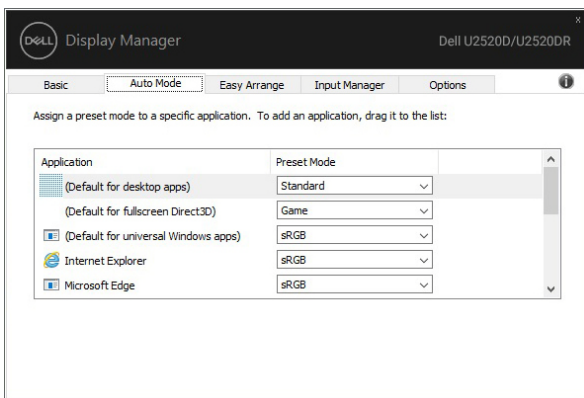 x
DELL Display Manager Dell U2520D/U2520DR
Basic Auto Mode Easy Arrange Input Manager Options i
Assign a preset mode to a specific application. To add an application, drag it to the list:
Application Preset Mode
(Default for desktop apps) Standard
(Default for fullscreen Direct3D) Game
(Default for universal Windows apps) sRGB
Internet Explorer sRGB
Microsoft Edge sRGB